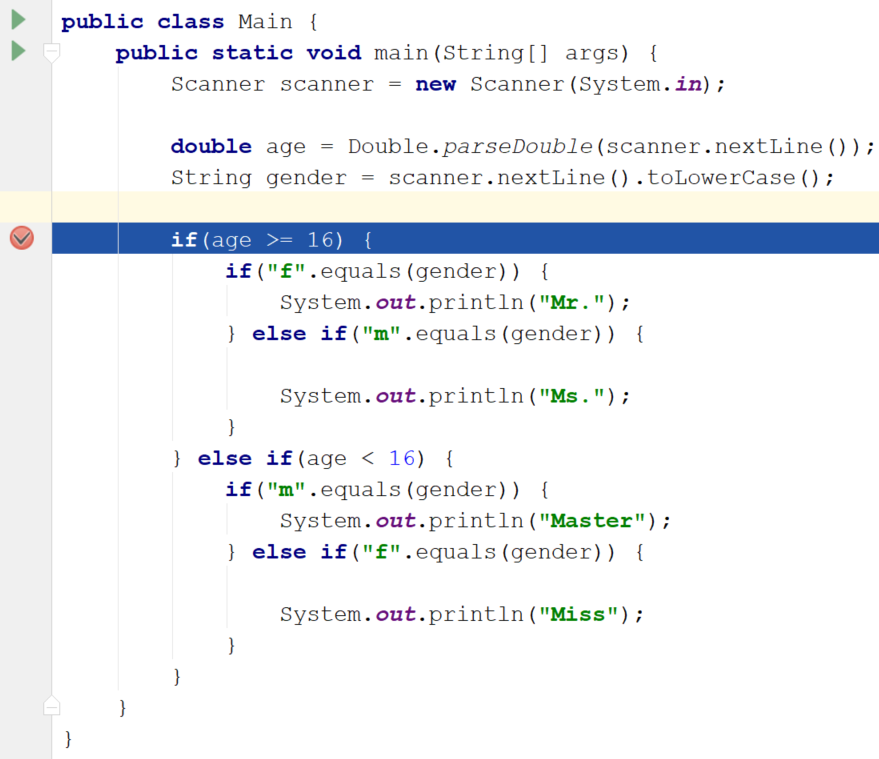 public class Main {
public static void main(String[] args) {
Scanner scanner = new Scanner(System.in);
double age = Double.parseDouble(scanner.nextLine());
String gender = scanner.nextLine().toLowerCase();
if(age >= 16) {
if("f".equals(gender)) {
System.out.println("Mr.");
} else if("m".equals(gender)) {
System.out.println("Ms.");
}
} else if(age < 16) {
if("m".equals(gender)) {
System.out.println("Master");
} else if("f".equals(gender)) {
System.out.println("Miss");
}
}
}
}